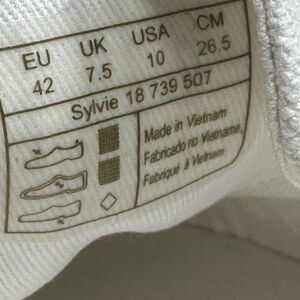 EU UK USA CM
42 7.5 10 26.5
Sylvie 18 739 507
Made in Vietnam
Fabricado no Vietname,
Fabriqué à Vietnam